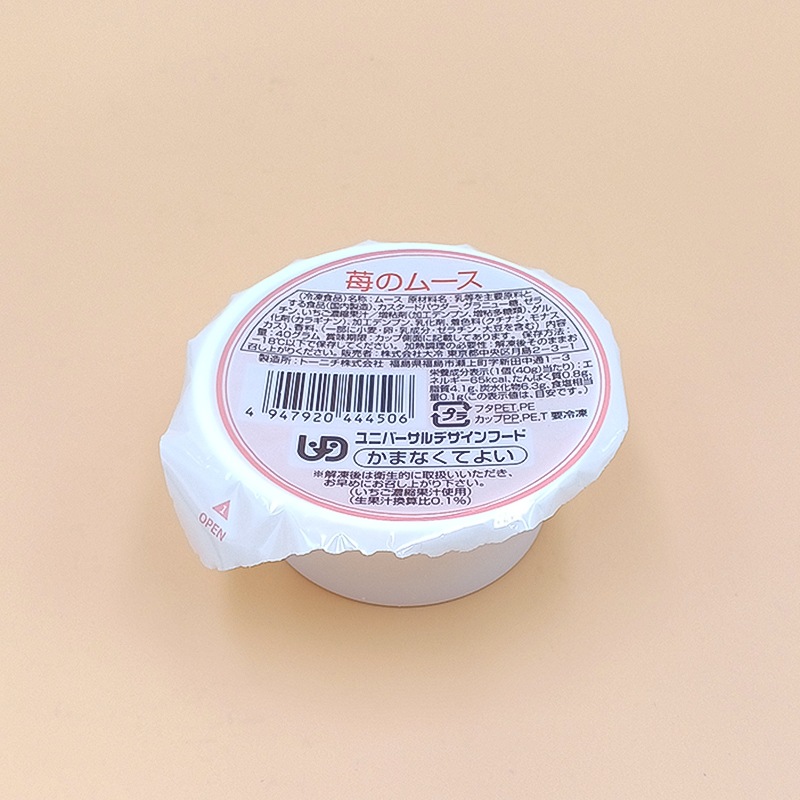 苺のムース
(冷凍食品)名称:ムース 原材料名:乳等を主要原料と
する食品(国内製造)、カスタードパウダー、グラニュー糖、ゼラ
チン、いちご濃縮果汁/増粘剤(加工デンプン、増粘多糖類)、ゲル
化剤(カラギナン)、加工デンプン、乳化剤、着色料(ベニコウジ、
カス)、香料、(一部に小麦・卵・乳成分・ゼラチン・大豆を含む) 内容
量:40グラム 賞味期限:カップ側面に記載してあります 保存方法:
-18℃以下で保存してください。 加熱調理の必要性:解凍後そのままお
召し上がりください。 販売者:株式会社大冷 東京都中央区月島2-3-1
製造所:トーニチ株式会社 福島県福島市瀬上町字新田中通1-3
栄養成分表示(1個(40g)当たり):エ
ネルギー65kcal、たんぱく質0.8g、
脂質4.1g、炭水化物6.3g、食塩相当
量0.1g(この表示値は、目安です。)
4 947920 444506
プラ
フタPET,PE
カップPP,PE,T 要冷凍
UD
ユニバーサルデザインフード
かまなくてよい
※解凍後は衛生的に取扱いいただき、
お早めにお召し上がり下さい。
(いちご濃縮果汁使用)
(生果汁換算比0.1%)
OPEN